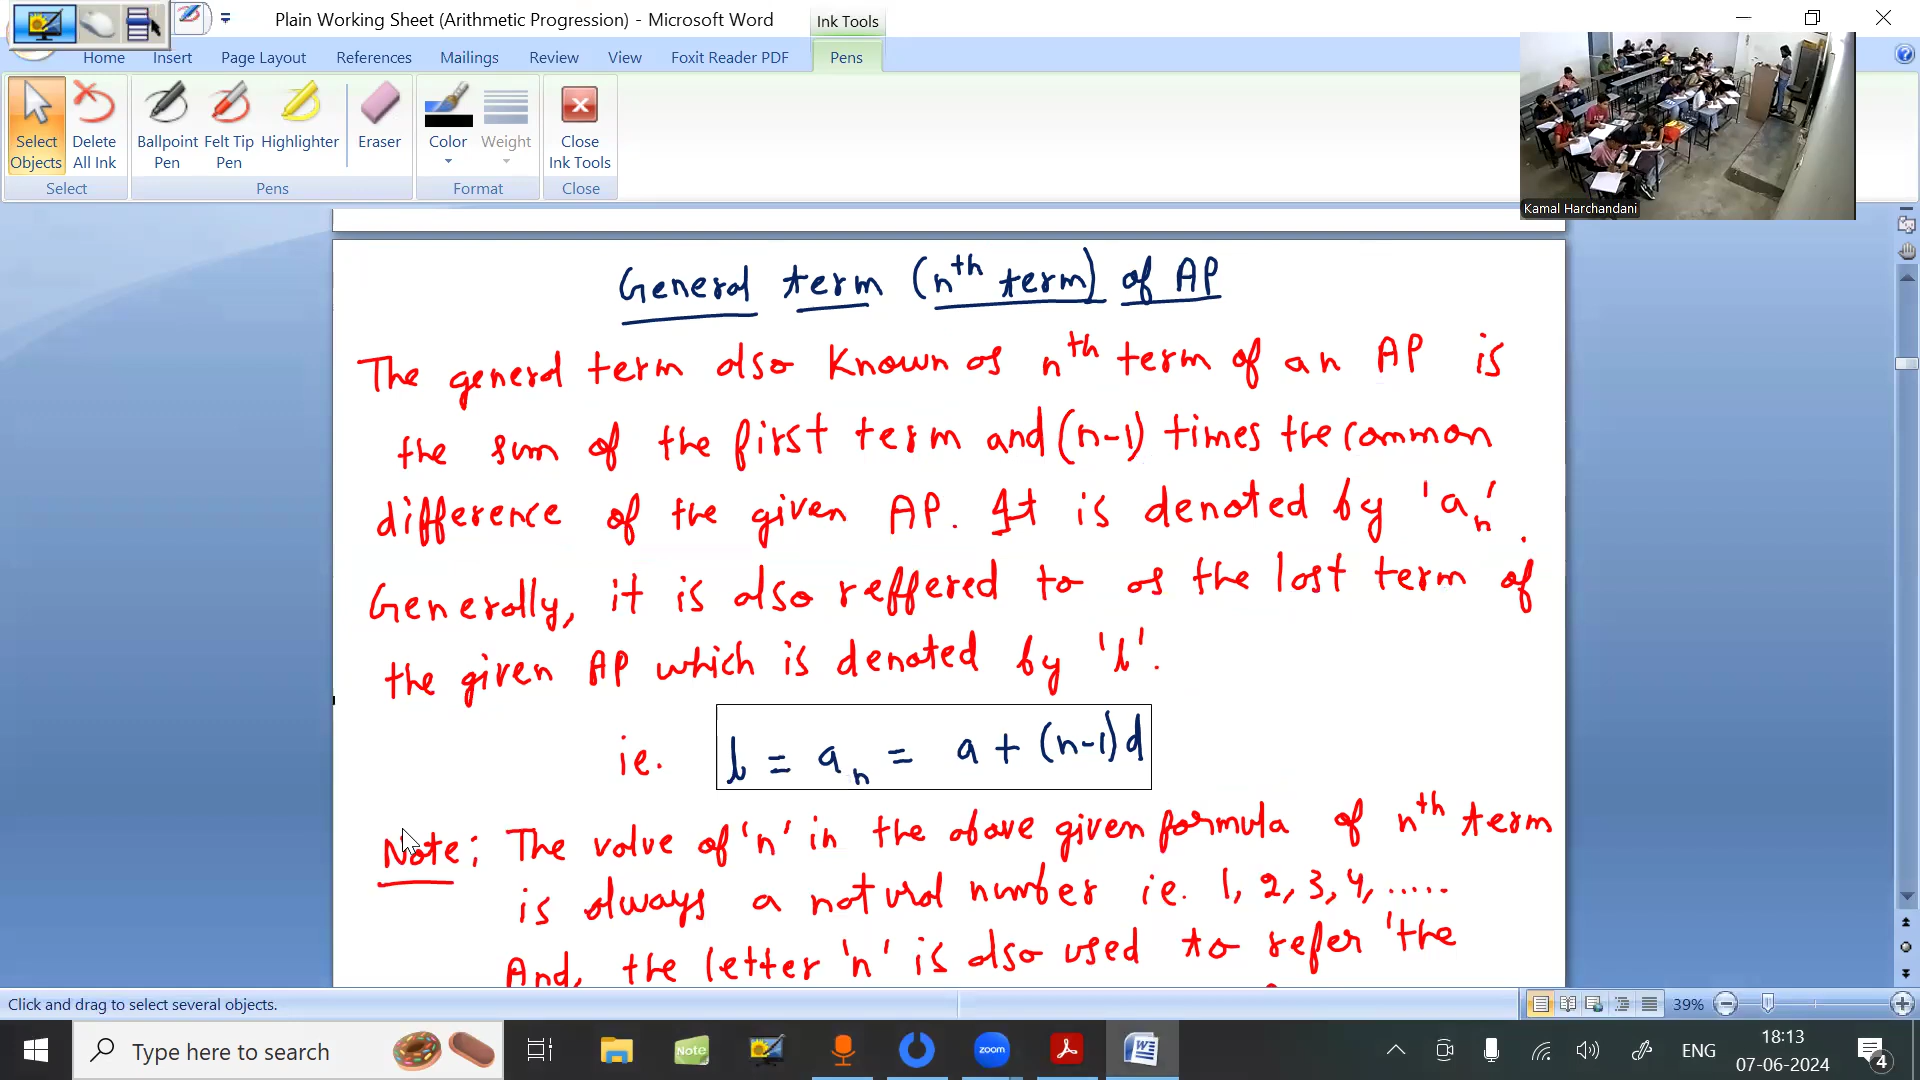 Plain Working Sheet (Arithmetic Progression) - Microsoft Word
Ink Tools
Home Insert Page Layout References Mailings Review View Foxit Reader PDF Pens
Select Objects
Delete All Ink
Ballpoint Pen
Felt Tip Pen
Highlighter
Eraser
Color
Weight
Close Ink Tools
Select Pens Format Close
Kamal Harchandani
General term (nth term) of AP
The general term also known as nth term of an AP is
the sum of the first term and (n-1) times the common
difference of the given AP. It is denoted by 'an'.
Generally, it is also reffered to as the last term of
the given AP which is denoted by 'l'.
ie. l = an = a + (n-1)d
Note: The value of 'n' in the above given formula of nth term
is always a natural number ie. 1, 2, 3, 4, .....
And, the letter 'n' is also used to refer 'the
Click and drag to select several objects.
39%
Type here to search
Note
zoom
ENG
18:13
07-06-2024
4